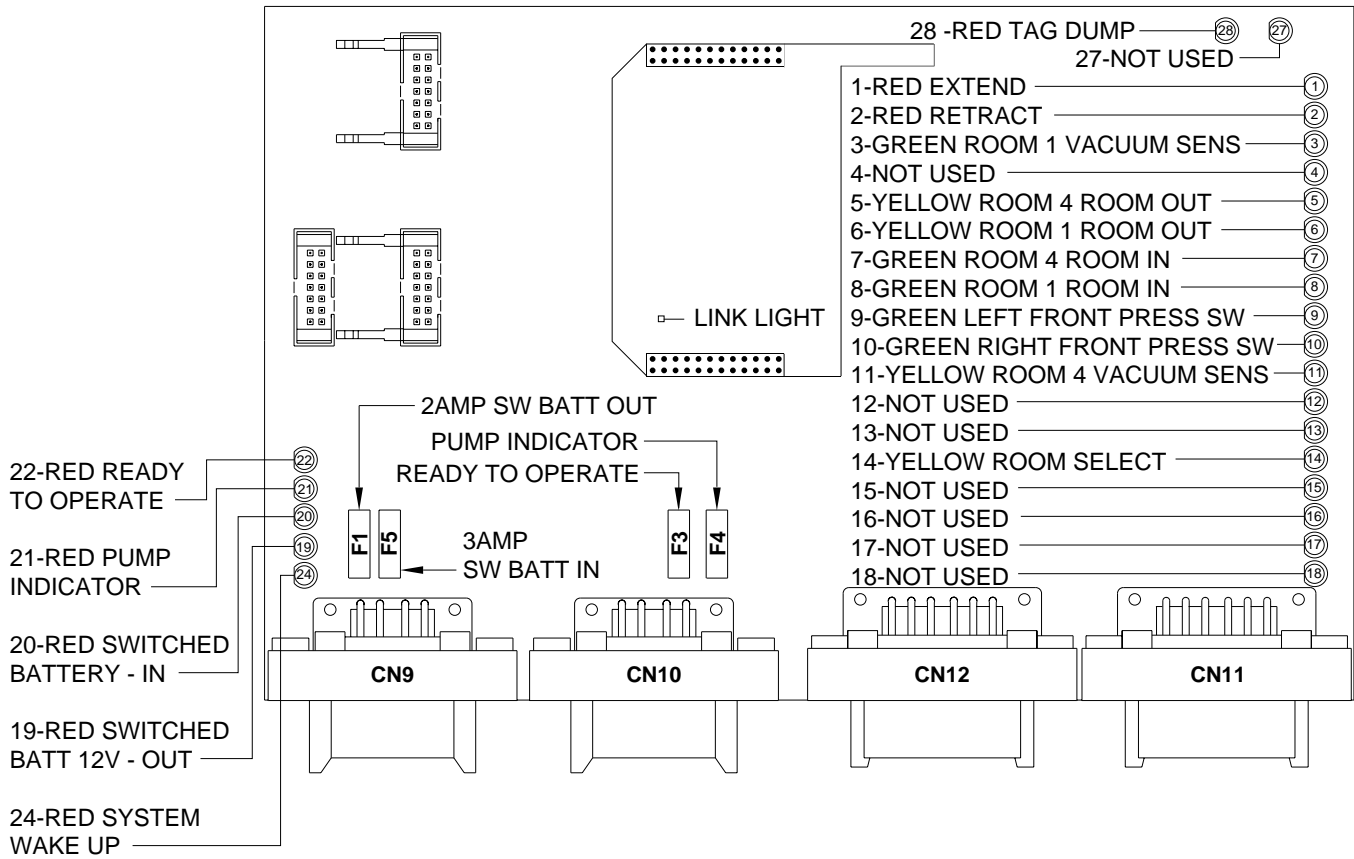 28 -RED TAG DUMP
28
27
27-NOT USED
1-RED EXTEND
1
2-RED RETRACT
2
3-GREEN ROOM 1 VACUUM SENS
3
4-NOT USED
4
5-YELLOW ROOM 4 ROOM OUT
5
6-YELLOW ROOM 1 ROOM OUT
6
7-GREEN ROOM 4 ROOM IN
7
8-GREEN ROOM 1 ROOM IN
8
LINK LIGHT
9-GREEN LEFT FRONT PRESS SW
9
10-GREEN RIGHT FRONT PRESS SW
10
11-YELLOW ROOM 4 VACUUM SENS
11
12-NOT USED
12
13-NOT USED
13
14-YELLOW ROOM SELECT
14
15-NOT USED
15
16-NOT USED
16
17-NOT USED
17
18-NOT USED
18
2AMP SW BATT OUT
PUMP INDICATOR
READY TO OPERATE
3AMP
SW BATT IN
F1
F5
F3
F4
22
21
20
19
24
22-RED READY
TO OPERATE
21-RED PUMP
INDICATOR
20-RED SWITCHED
BATTERY - IN
19-RED SWITCHED
BATT 12V - OUT
24-RED SYSTEM
WAKE UP
CN9
CN10
CN12
CN11